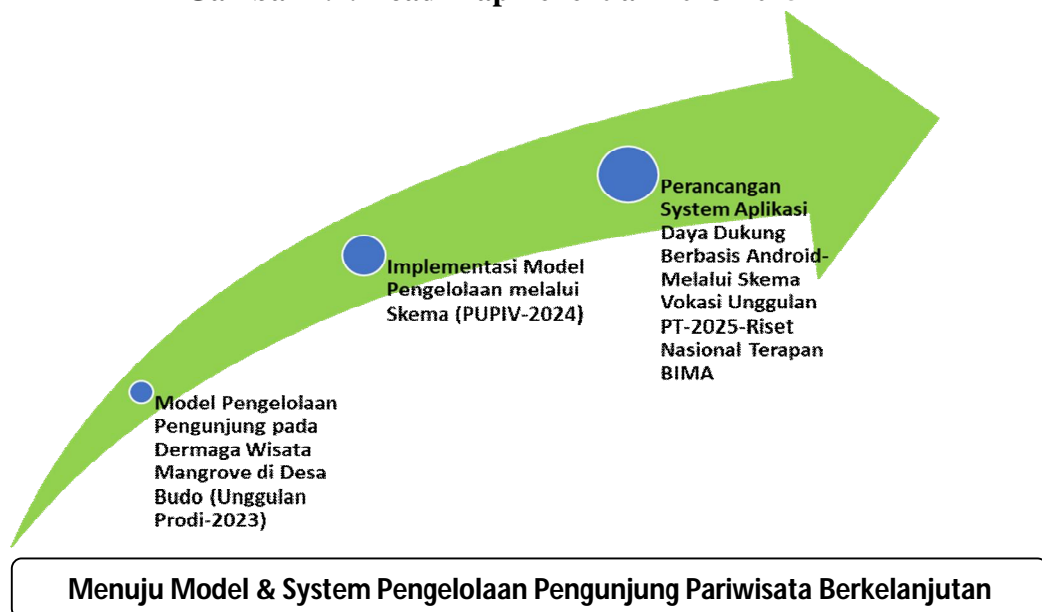 Model Pengelolaan
Pengunjung pada
Dermaga Wisata
Mangrove di Desa
Budo (Unggulan
Prodi-2023)
Implementasi Model
Pengelolaan melalui
Skema (PUPIV-2024)
Perancangan
System Aplikasi
Daya Dukung
Berbasis Android-
Melalui Skema
Vokasi Unggulan
PT-2025-Riset
Nasional Terapan
BIMA
Menuju Model & System Pengelolaan Pengunjung Pariwisata Berkelanjutan